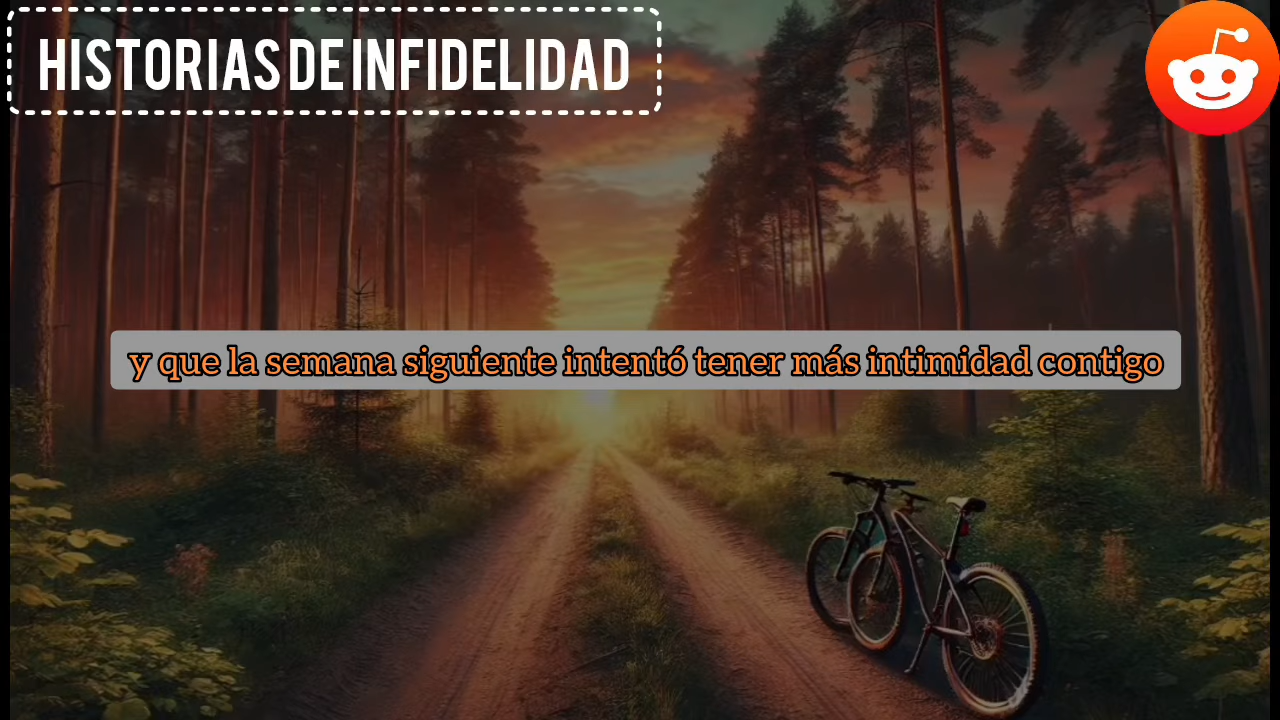 HISTORIAS DE INFIDELIDAD
y que la semana siguiente intentó tener más intimidad contigo